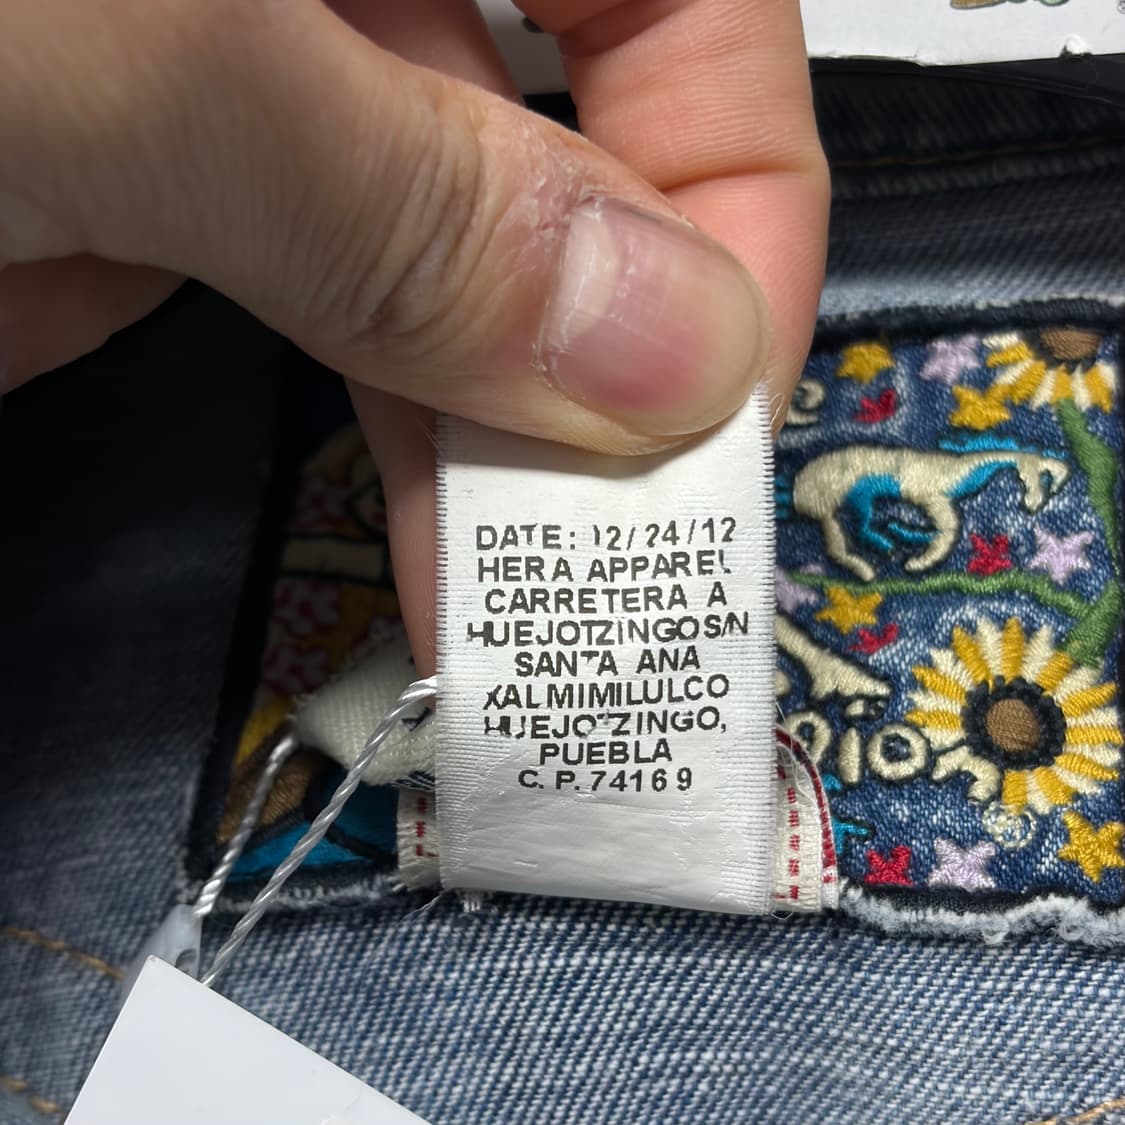 DATE: 12/24/12
HERA APPAREL
CARRETERA A
HUEJOTZINGO S/N
SANTA ANA
XALMIMILULCO
HUEJOTZINGO,
PUEBLA
C. P. 74169